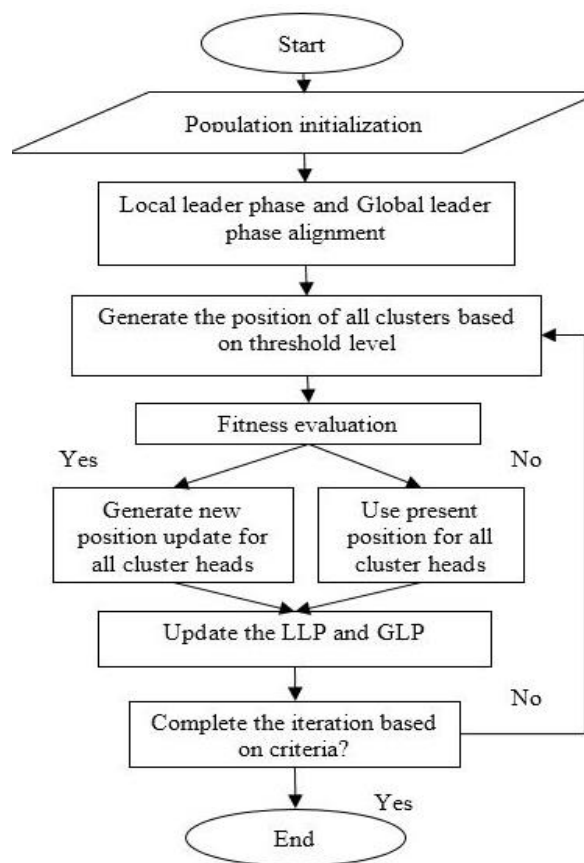 Start
Population initialization
Local leader phase and Global leader
phase alignment
Generate the position of all clusters based
on threshold level
Fitness evaluation
Yes
No
Generate new
position update for
all cluster heads
Use present
position for all
cluster heads
Update the LLP and GLP
No
Complete the iteration based
on criteria?
Yes
End